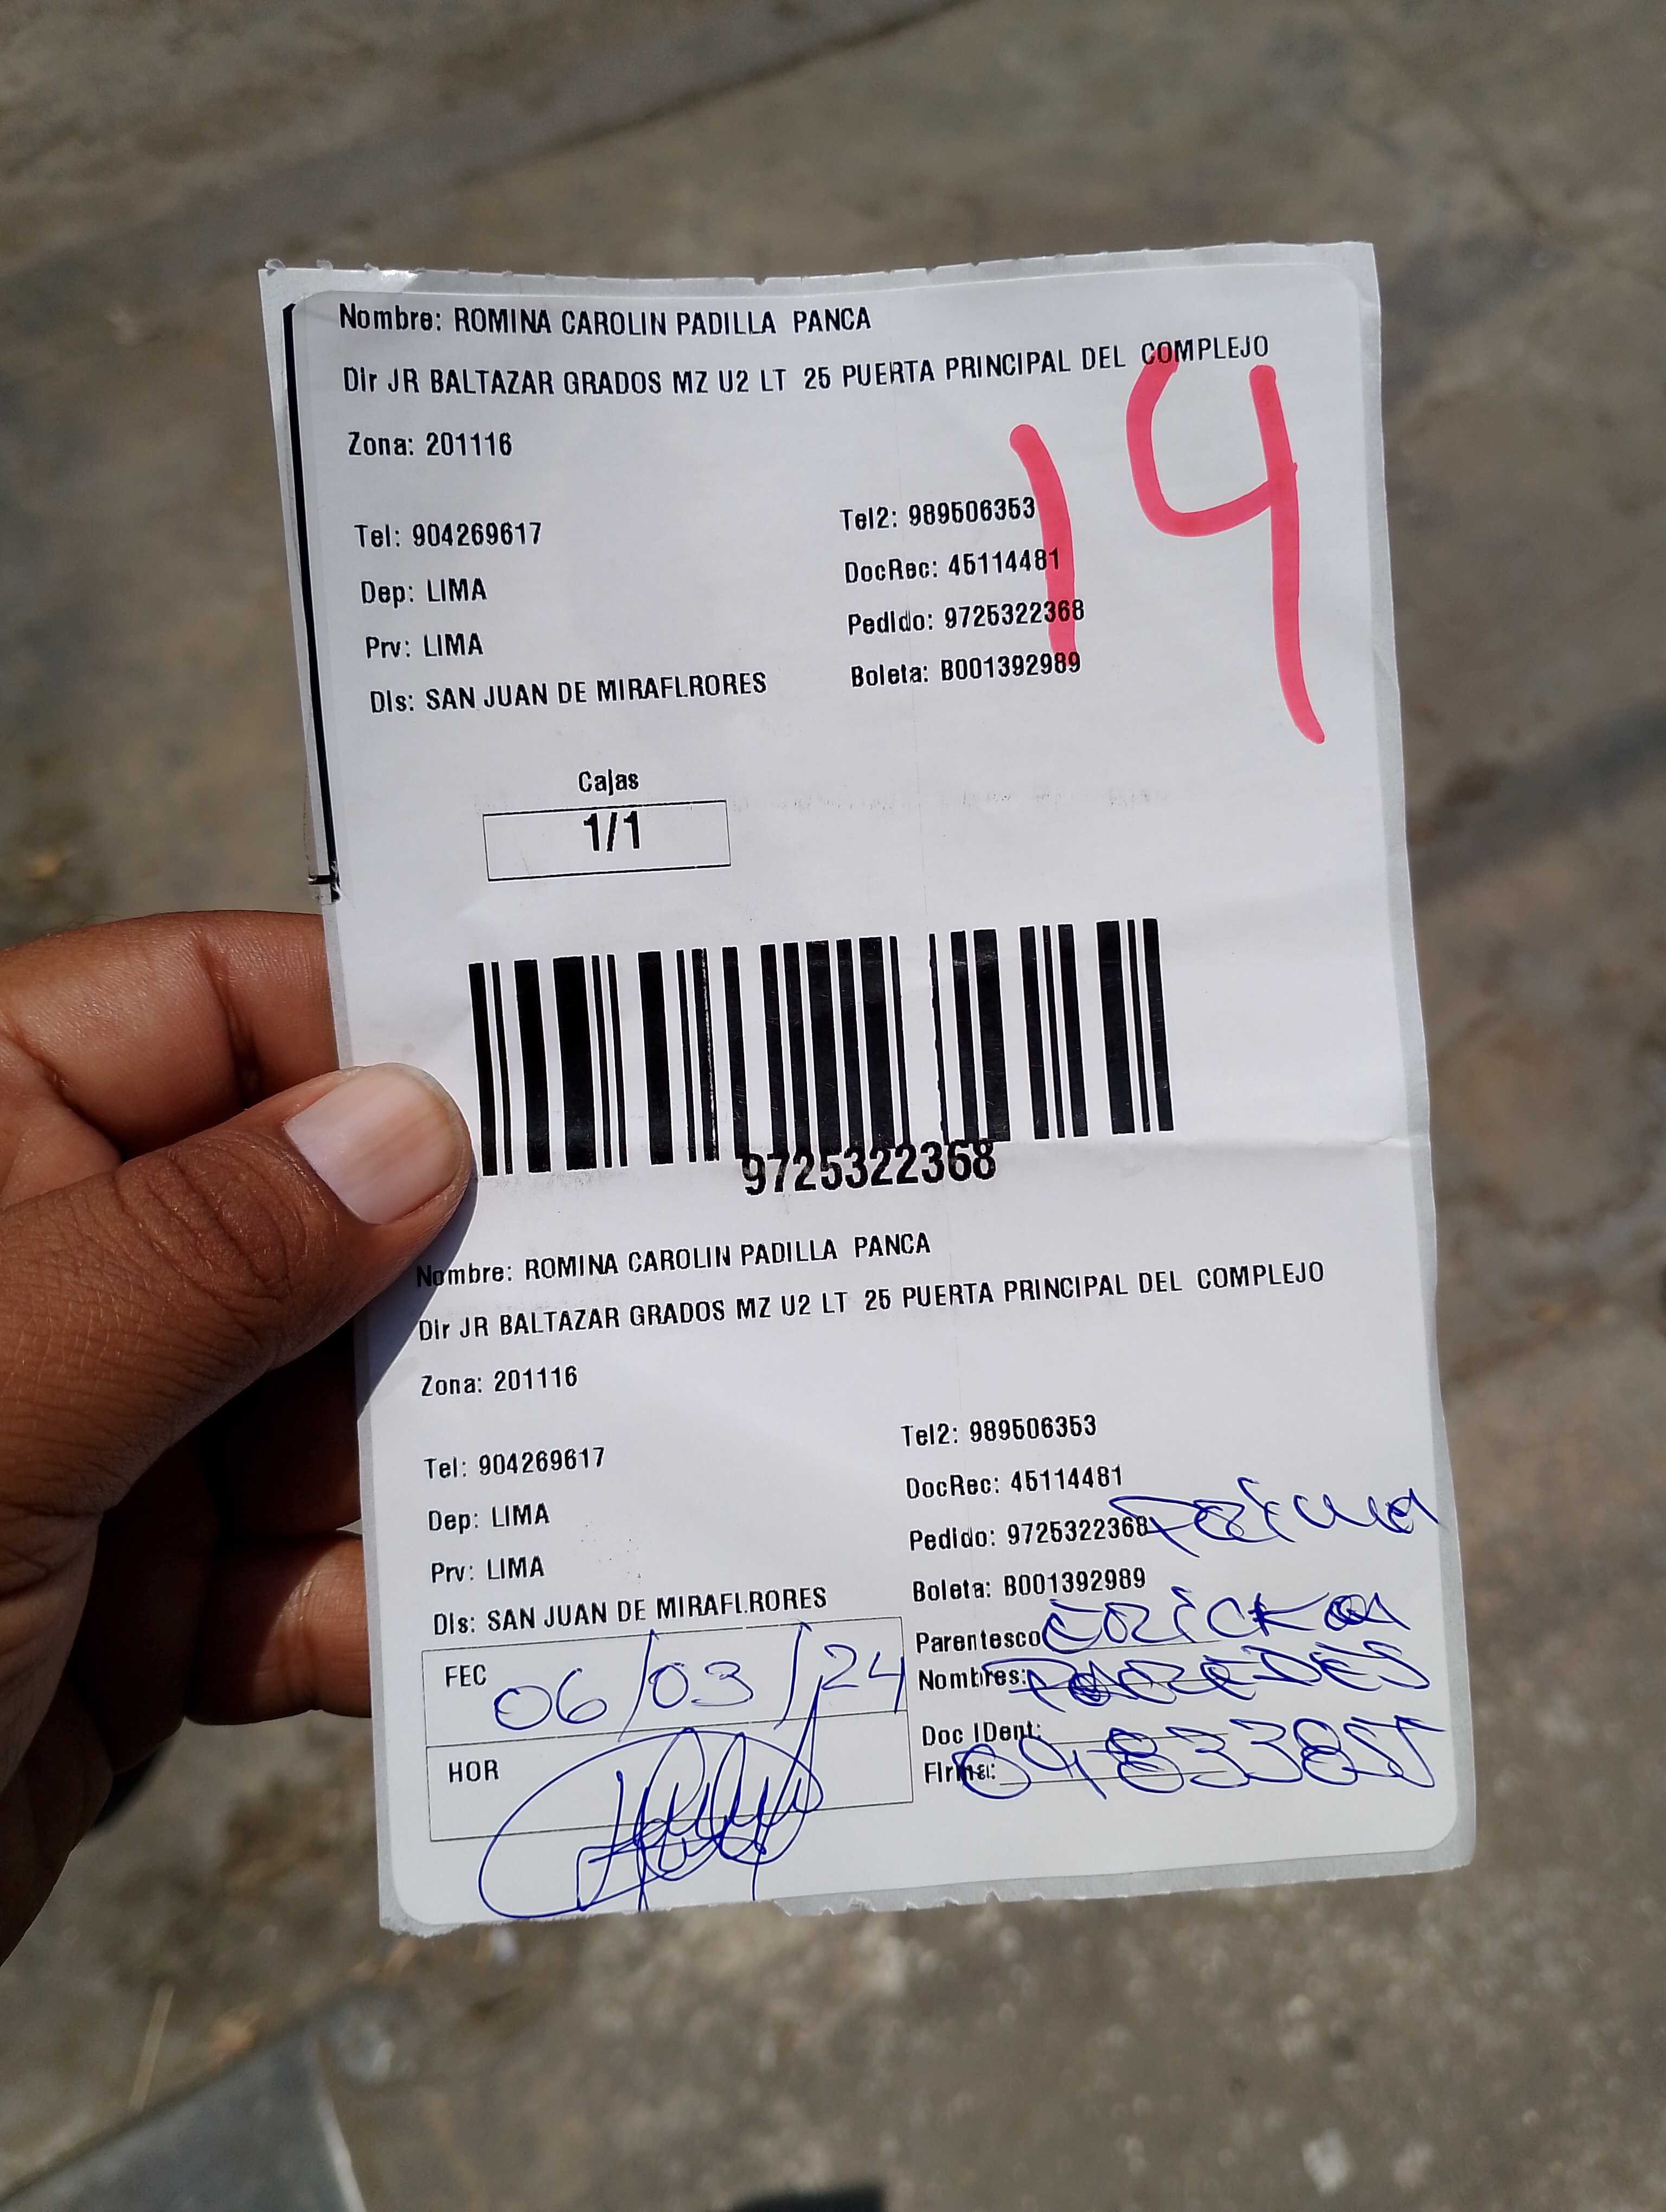 Nombre: ROMINA CAROLIN PADILLA PANCA
Dir JR BALTAZAR GRADOS MZ U2 LT 25 PUERTA PRINCIPAL DEL COMPLEJO
14
Zona: 201116
Tel: 904269617 Tel2: 989506353
DocRec: 45114481
Dep: LIMA
Pedido: 9725322368
Prv: LIMA
Boleta: B001392989
Dis: SAN JUAN DE MIRAFLRORES
Cajas
1/1
9725322368
Nombre: ROMINA CAROLIN PADILLA PANCA
Dir JR BALTAZAR GRADOS MZ U2 LT 25 PUERTA PRINCIPAL DEL COMPLEJO
Zona: 201116
Tel: 904269617 Tel2: 989506353
DocRec: 45114481
Dep: LIMA
Pedido: 9725322368
Prv: LIMA
Boleta: B001392989
Dis: SAN JUAN DE MIRAFLRORES
Parentesco ERICKA
FEC 06/03/24
Nombres: PAREDES
Doc IDent:
HOR
Firma: